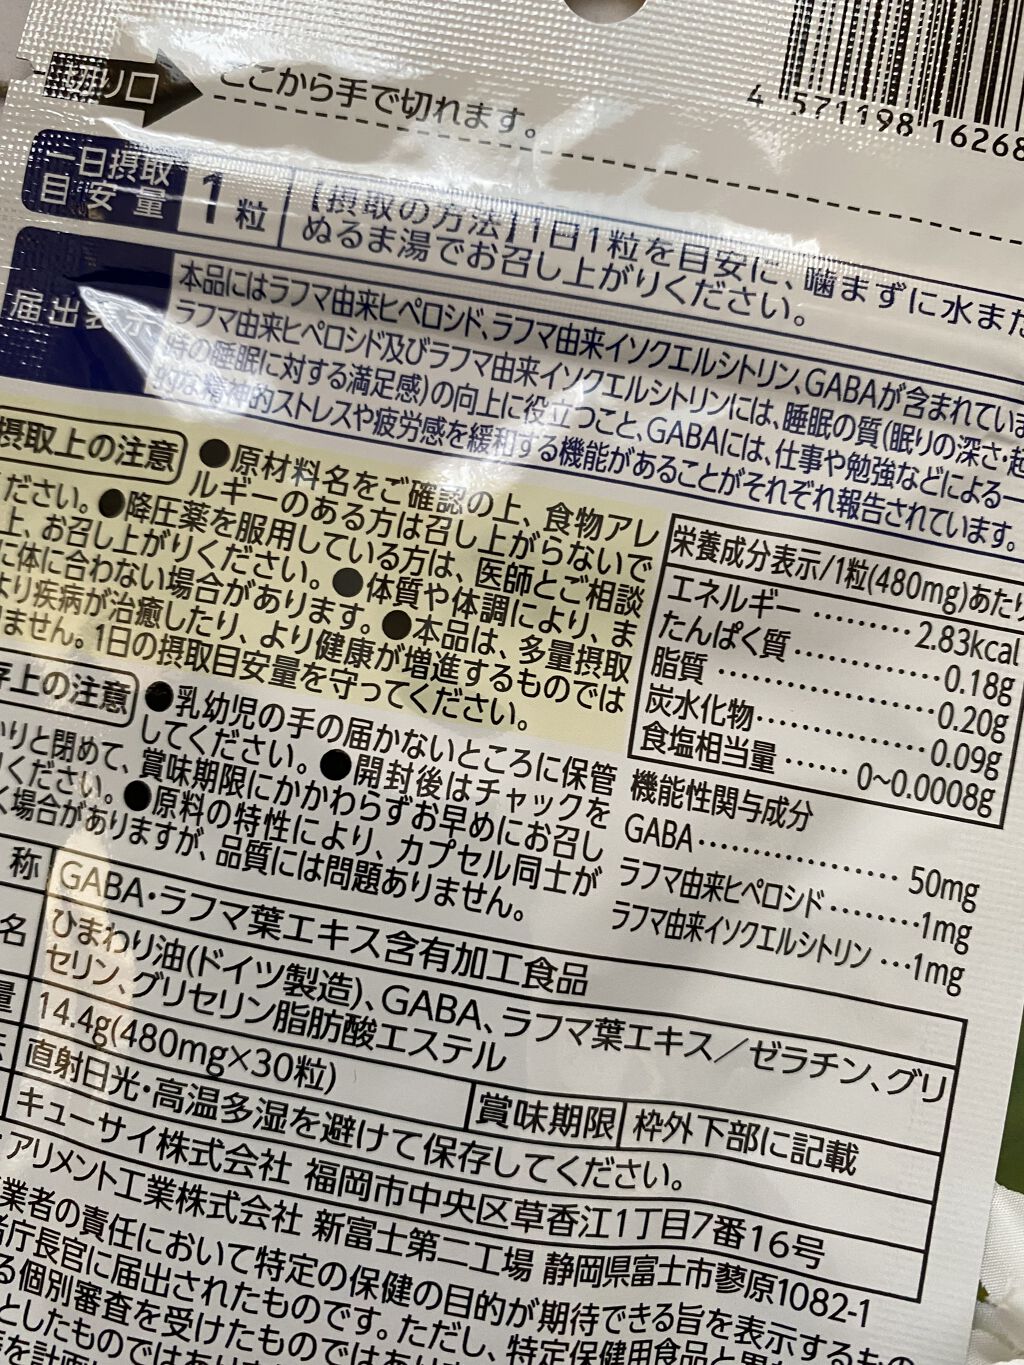 切り口
ここから手で切れます。
4 571198 16268
一日摂取
目安量
1粒
【摂取の方法】1日1粒を目安に、噛まずに水また
ぬるま湯でお召し上がりください。
届出表示
本品にはラフマ由来ヒペロシド、ラフマ由来イソクエルシトリン、GABAが含まれていま
ラフマ由来ヒペロシド及びラフマ由来イソクエルシトリンには、睡眠の質(眠りの深さ・起
時の睡眠に対する満足感)の向上に役立つこと、GABAには、仕事や勉強などによる一
的な精神的ストレスや疲労感を緩和する機能があることがそれぞれ報告されています。
摂取上の注意
●原材料名をご確認の上、食物アレ
ルギーのある方は召し上がらないで
ださい。●降圧薬を服用している方は、医師とご相談
上、お召し上がりください。●体質や体調により、ま
に体に合わない場合があります。●本品は、多量摂取
より疾病が治癒したり、より健康が増進するものでは
ません。1日の摂取目安量を守ってください。
存上の注意
●乳幼児の手の届かないところに保管
してください。●開封後はチャックを
かりと閉めて、賞味期限にかかわらずお早めにお召し
ください。●原料の特性により、カプセル同士が
く場合がありますが、品質には問題ありません。
栄養成分表示/1粒(480mg)あたり
エネルギー ……… 2.83kcal
たんぱく質 ………… 0.18g
脂質 ……………… 0.20g
炭水化物 ………… 0.09g
食塩相当量 …… 0~0.0008g
機能性関与成分
GABA ……………… 50mg
ラフマ由来ヒペロシド ……… 1mg
ラフマ由来イソクエルシトリン … 1mg
称 GABA・ラフマ葉エキス含有加工食品
名 ひまわり油(ドイツ製造)、GABA、ラフマ葉エキス/ゼラチン、グリ
セリン、グリセリン脂肪酸エステル
量 14.4g(480mg×30粒)
賞味期限 枠外下部に記載
直射日光・高温多湿を避けて保存してください。
キューサイ株式会社 福岡市中央区草香江1丁目7番16号
アリメント工業株式会社 新富士第二工場 静岡県富士市蓼原1082-1
業者の責任において特定の保健の目的が期待できる旨を表示するもの
者庁長官に届出されたものです。ただし、特定保健用食品と異
る個別審査を受けたものではあ
としたものではあり